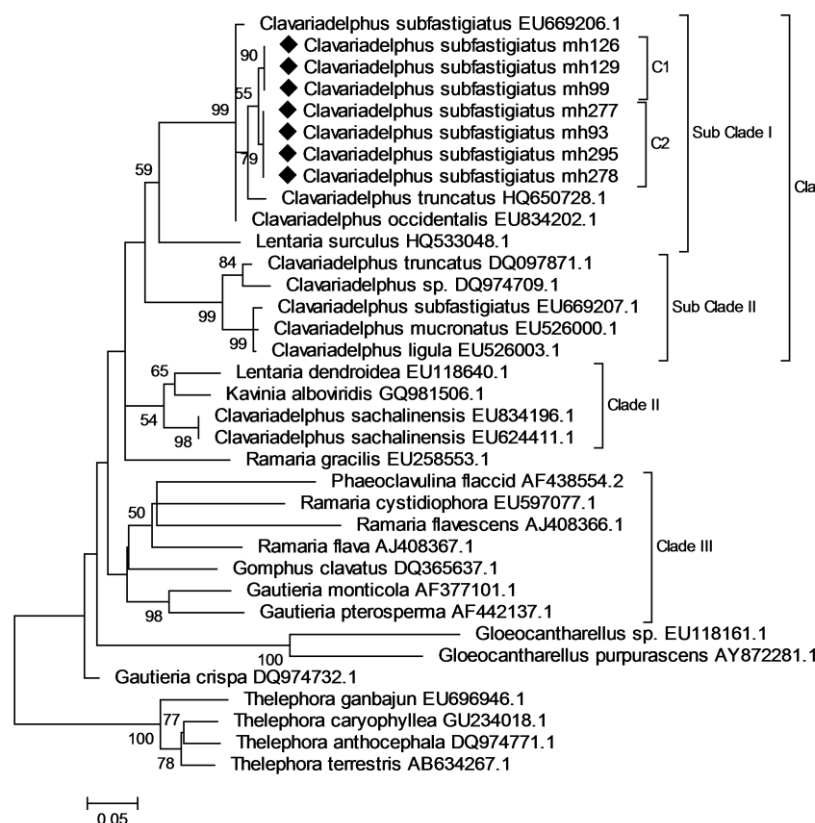 Clavariadelphus subfastigiatus EU669206.1
90
Clavariadelphus subfastigiatus mh126
Clavariadelphus subfastigiatus mh129
C1
55
Clavariadelphus subfastigiatus mh99
99
Clavariadelphus subfastigiatus mh277
Clavariadelphus subfastigiatus mh93
C2
Sub Clade I
79
Clavariadelphus subfastigiatus mh295
59
Clavariadelphus subfastigiatus mh278
Cla
Clavariadelphus truncatus HQ650728.1
Clavariadelphus occidentalis EU834202.1
Lentaria surculus HQ533048.1
84
Clavariadelphus truncatus DQ097871.1
Clavariadelphus sp. DQ974709.1
99
Clavariadelphus subfastigiatus EU669207.1
Sub Clade II
Clavariadelphus mucronatus EU526000.1
99
Clavariadelphus ligula EU526003.1
65
Lentaria dendroidea EU118640.1
Kavinia alboviridis GQ981506.1
Clade II
54
Clavariadelphus sachalinensis EU834196.1
98
Clavariadelphus sachalinensis EU624411.1
Ramaria gracilis EU258553.1
Phaeoclavulina flaccid AF438554.2
50
Ramaria cystidiophora EU597077.1
Ramaria flavescens AJ408366.1
Clade III
Ramaria flava AJ408367.1
Gomphus clavatus DQ365637.1
Gautieria monticola AF377101.1
98
Gautieria pterosperma AF442137.1
Gloeocantharellus sp. EU118161.1
100
Gloeocantharellus purpurascens AY872281.1
Gautieria crispa DQ974732.1
Thelephora ganbajun EU696946.1
77
Thelephora caryophyllea GU234018.1
100
Thelephora anthocephala DQ974771.1
78
Thelephora terrestris AB634267.1
0.05